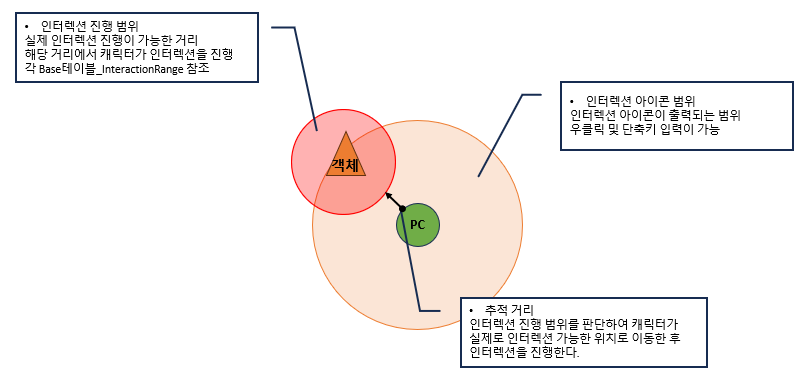 • 인터렉션 진행 범위
실제 인터렉션 진행이 가능한 거리
해당 거리에서 캐릭터가 인터렉션을 진행
각 Base테이블_InteractionRange 참조
• 인터렉션 아이콘 범위
인터렉션 아이콘이 출력되는 범위
우클릭 및 단축키 입력이 가능
객체
PC
• 추적 거리
인터렉션 진행 범위를 판단하여 캐릭터가
실제로 인터렉션 가능한 위치로 이동한 후
인터렉션을 진행한다.